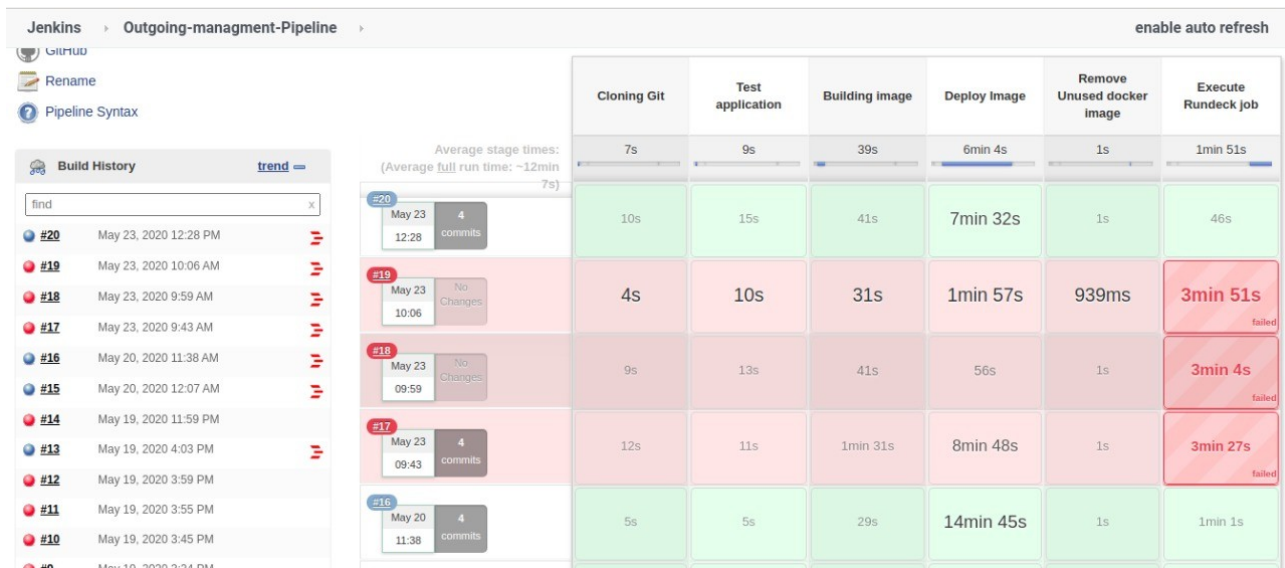 Jenkins › Outgoing-managment-Pipeline › enable auto refresh
GitHub
Rename
Pipeline Syntax
Build History trend
find x
#20 May 23, 2020 12:28 PM
#19 May 23, 2020 10:06 AM
#18 May 23, 2020 9:59 AM
#17 May 23, 2020 9:43 AM
#16 May 20, 2020 11:38 AM
#15 May 20, 2020 12:07 AM
#14 May 19, 2020 11:59 PM
#13 May 19, 2020 4:03 PM
#12 May 19, 2020 3:59 PM
#11 May 19, 2020 3:55 PM
#10 May 19, 2020 3:45 PM
#9 May 19, 2020 3:24 PM
Cloning Git
Test
application
Building image
Deploy Image
Remove
Unused docker
image
Execute
Rundeck job
Average stage times:
(Average full run time: ~12min
7s)
7s 9s 39s 6min 4s 1s 1min 51s
#20
May 23 4
12:28 commits
10s 15s 41s 7min 32s 1s 46s
#19
May 23 No
10:06 Changes
4s 10s 31s 1min 57s 939ms 3min 51s
failed
#18
May 23 No
09:59 Changes
9s 13s 41s 56s 1s 3min 4s
failed
#17
May 23 4
09:43 commits
12s 11s 1min 31s 8min 48s 1s 3min 27s
failed
#16
May 20 4
11:38 commits
5s 5s 29s 14min 45s 1s 1min 1s